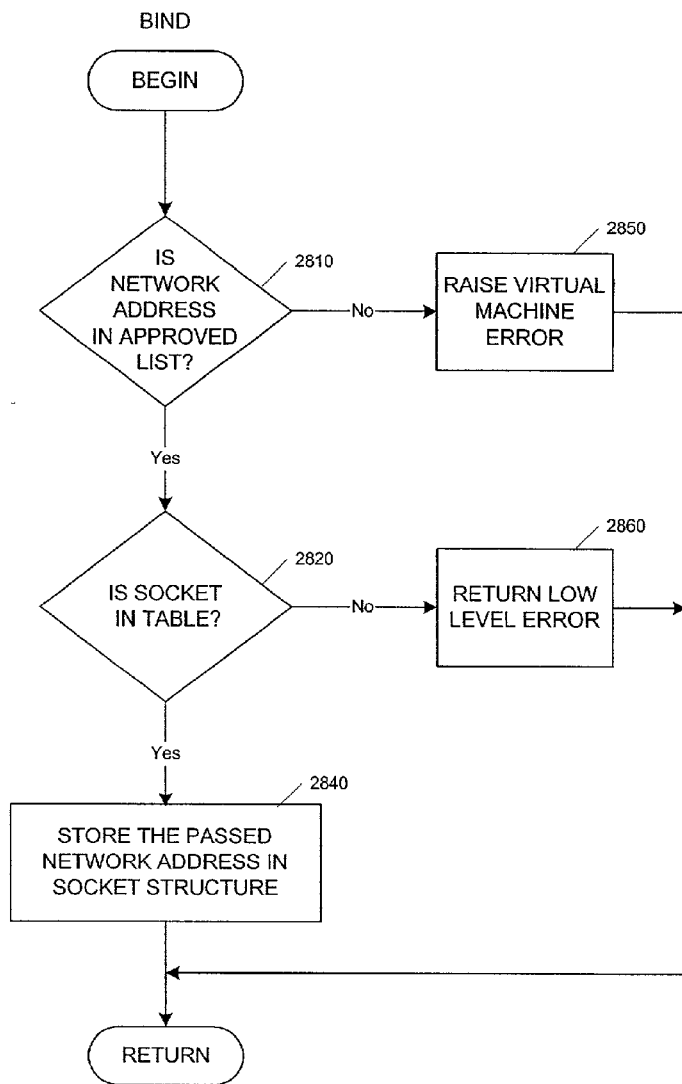 BIND
BEGIN
IS
NETWORK
ADDRESS
IN APPROVED
LIST?
2810
No
2850
RAISE VIRTUAL
MACHINE
ERROR
Yes
IS SOCKET
IN TABLE?
2820
No
2860
RETURN LOW
LEVEL ERROR
Yes
2840
STORE THE PASSED
NETWORK ADDRESS IN
SOCKET STRUCTURE
RETURN